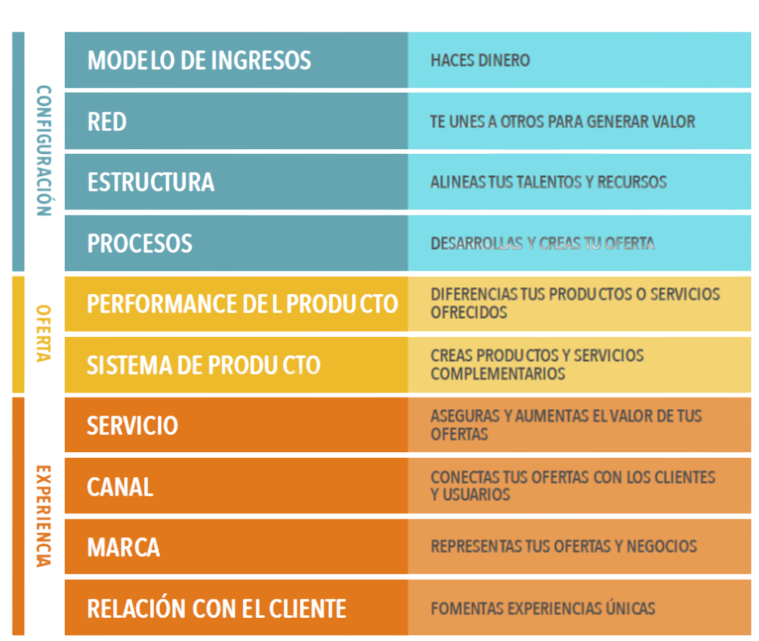 CONFIGURACIÓN
MODELO DE INGRESOS
HACES DINERO
RED
TE UNES A OTROS PARA GENERAR VALOR
ESTRUCTURA
ALINEAS TUS TALENTOS Y RECURSOS
PROCESOS
DESARROLLAS Y CREAS TU OFERTA
OFERTA
PERFORMANCE DEL PRODUCTO
DIFERENCIAS TUS PRODUCTOS O SERVICIOS
OFRECIDOS
SISTEMA DE PRODUCTO
CREAS PRODUCTOS Y SERVICIOS
COMPLEMENTARIOS
EXPERIENCIA
SERVICIO
ASEGURAS Y AUMENTAS EL VALOR DE TUS
OFERTAS
CANAL
CONECTAS TUS OFERTAS CON LOS CLIENTES
Y USUARIOS
MARCA
REPRESENTAS TUS OFERTAS Y NEGOCIOS
RELACIÓN CON EL CLIENTE
FOMENTAS EXPERIENCIAS ÚNICAS